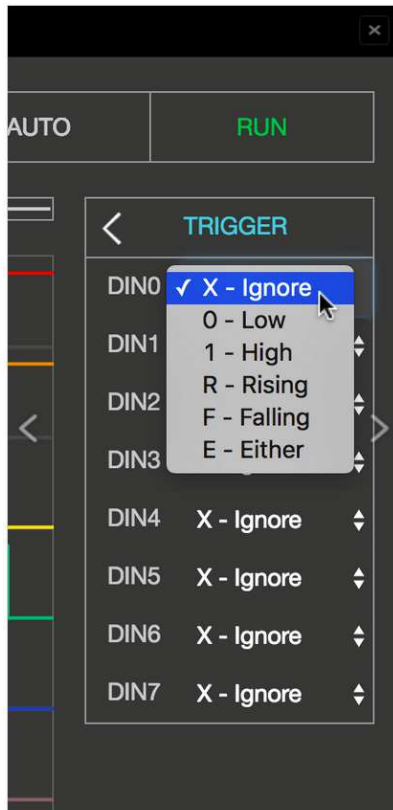 AUTO RUN
TRIGGER
DIN0 ✓ X - Ignore
0 - Low
DIN1 1 - High
R - Rising
DIN2 F - Falling
DIN3 E - Either
DIN4 X - Ignore
DIN5 X - Ignore
DIN6 X - Ignore
DIN7 X - Ignore